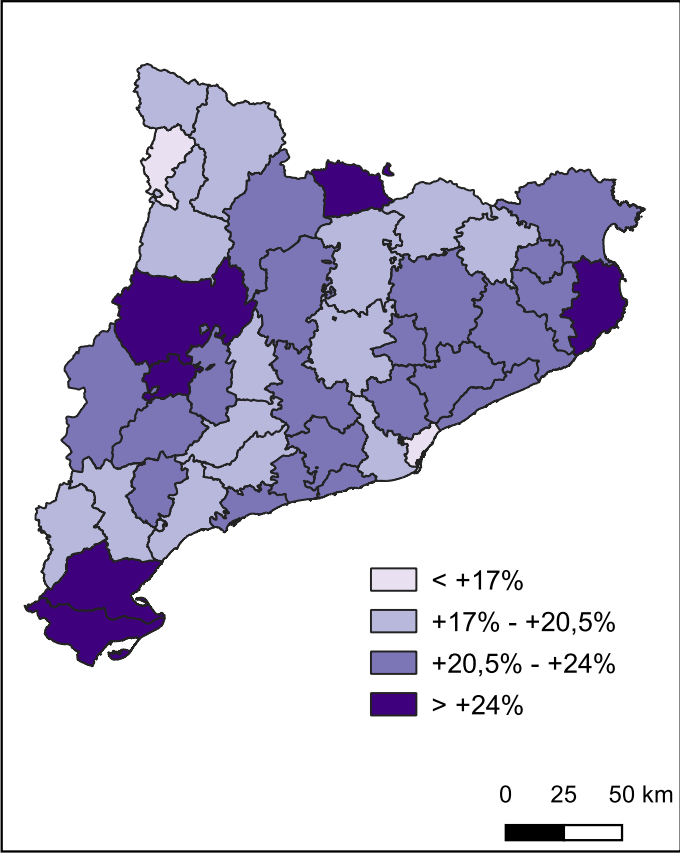 < +17%
+17% - +20,5%
+20,5% - +24%
> +24%
0 25 50 km